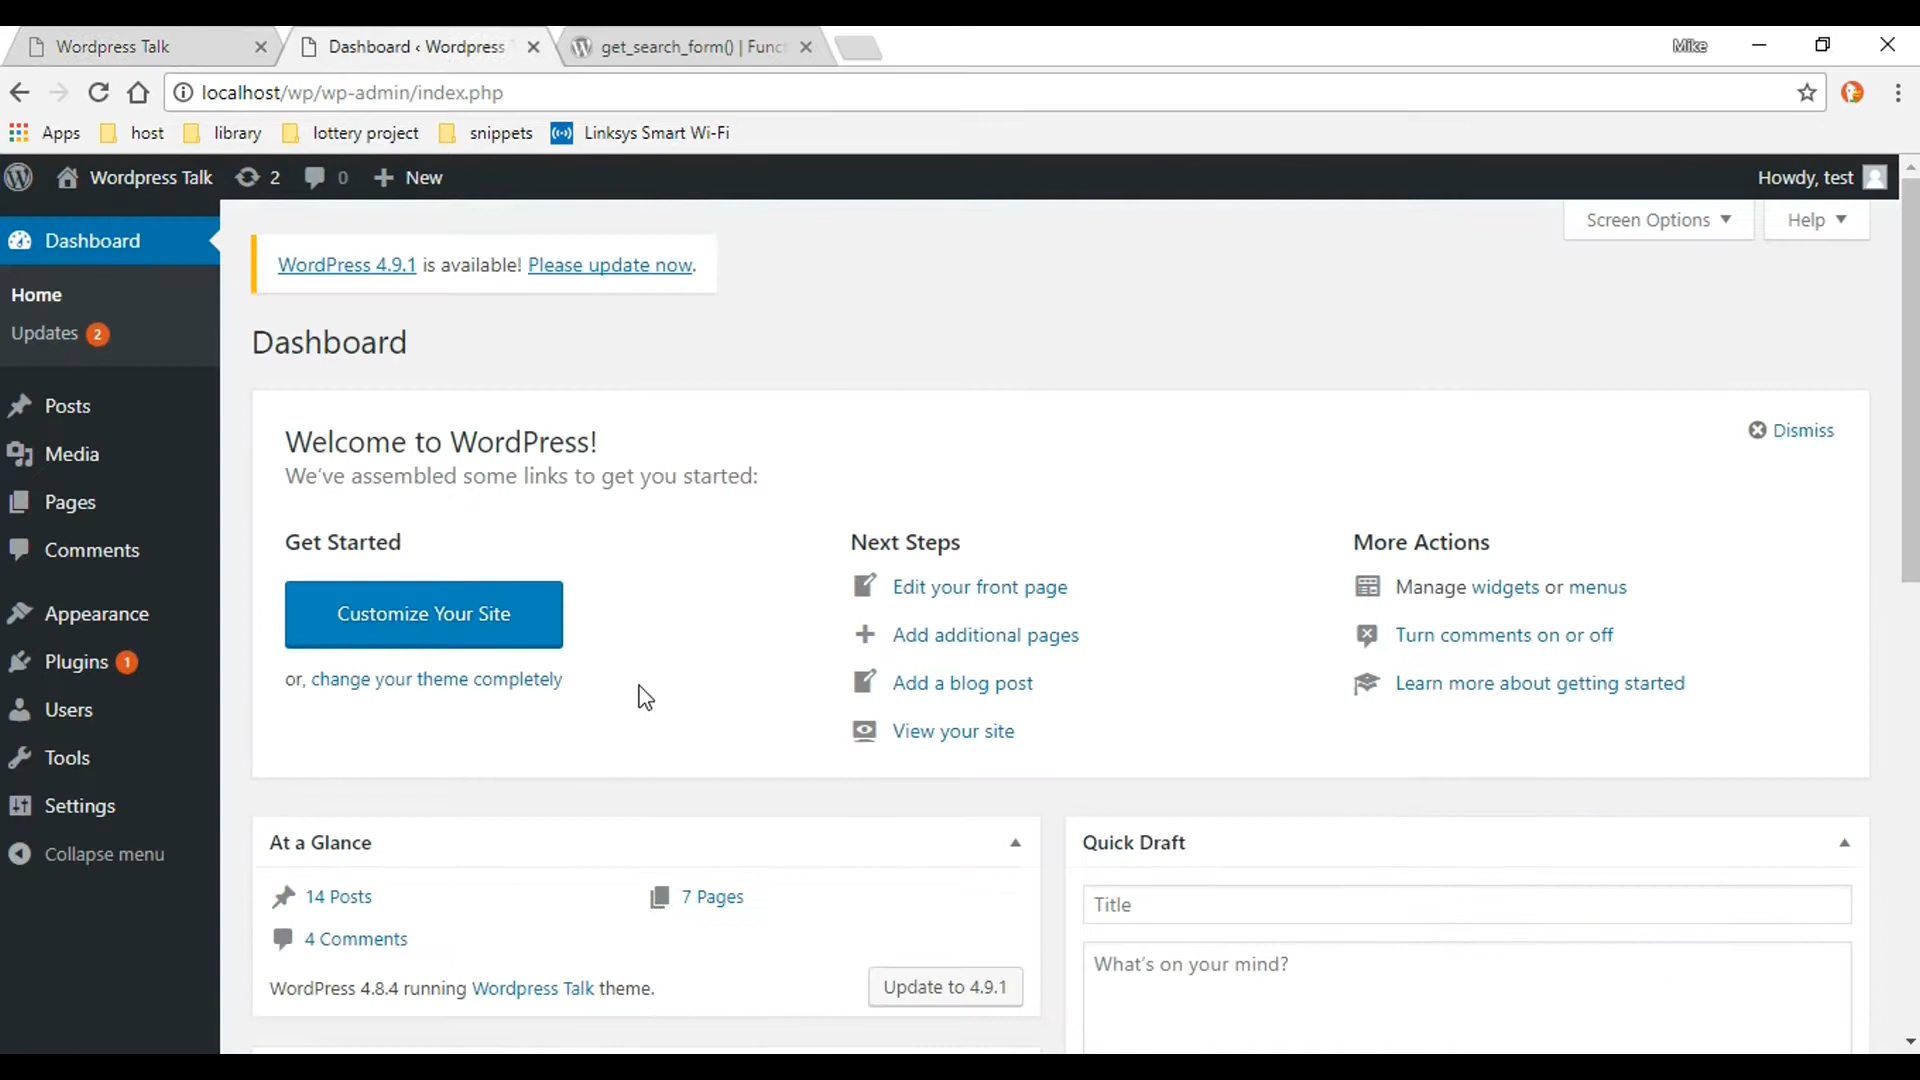 Wordpress Talk
Dashboard ‹ Wordpress
get_search_form() | Funct
Mike
localhost/wp/wp-admin/index.php
Apps host library lottery project snippets Linksys Smart Wi-Fi
Wordpress Talk 2 0 New Howdy, test
Screen Options Help
Dashboard
Home
Updates 2
Posts
Media
Pages
Comments
Appearance
Plugins 1
Users
Tools
Settings
Collapse menu
WordPress 4.9.1 is available! Please update now.
Dashboard
Welcome to WordPress!
Dismiss
We've assembled some links to get you started:
Get Started
Customize Your Site
or, change your theme completely
Next Steps
Edit your front page
Add additional pages
Add a blog post
View your site
More Actions
Manage widgets or menus
Turn comments on or off
Learn more about getting started
At a Glance
14 Posts 7 Pages
4 Comments
WordPress 4.8.4 running Wordpress Talk theme. Update to 4.9.1
Quick Draft
Title
What's on your mind?